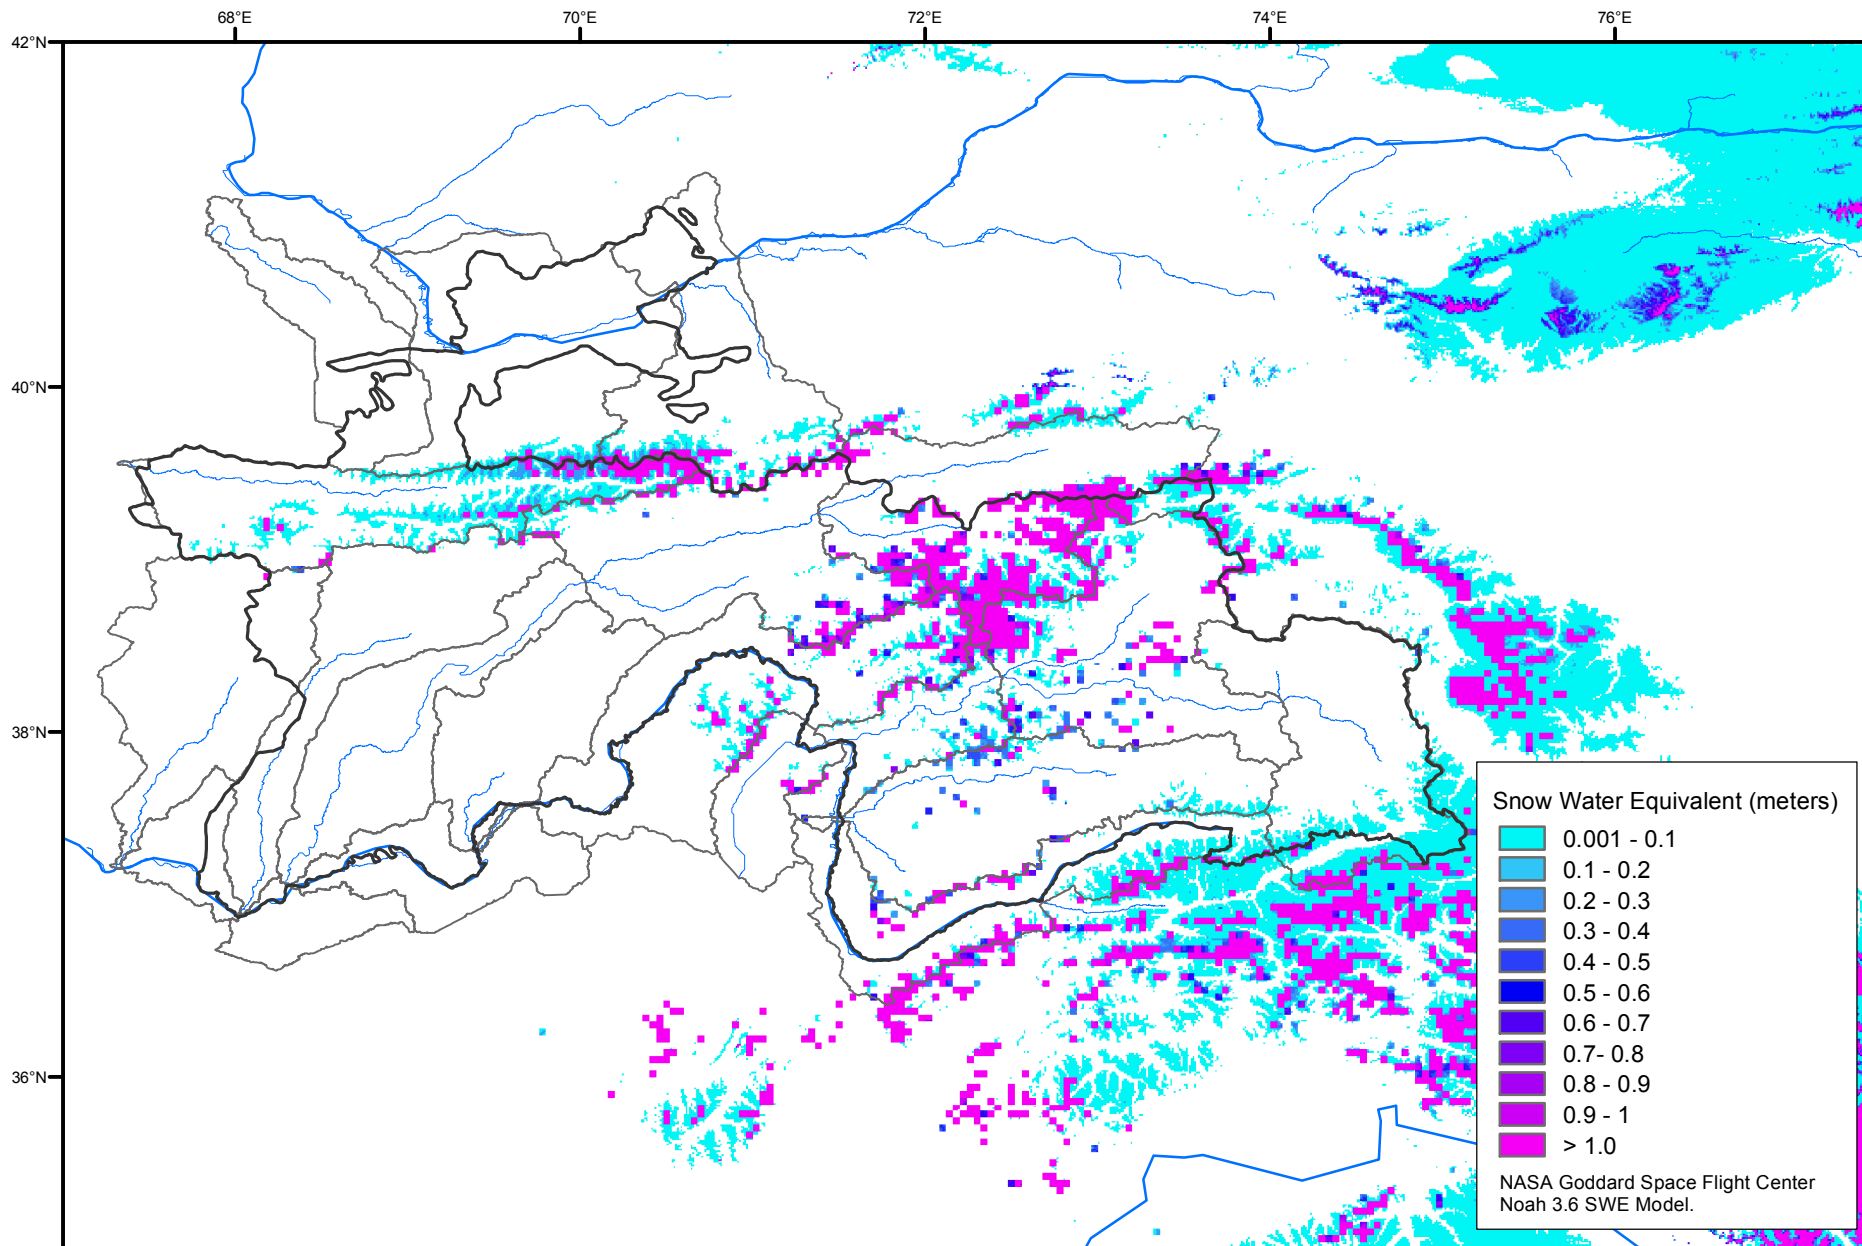 68°E 70°E 72°E 74°E 76°E
42°N
40°N
38°N
36°N
Snow Water Equivalent (meters)
0.001 - 0.1
0.1 - 0.2
0.2 - 0.3
0.3 - 0.4
0.4 - 0.5
0.5 - 0.6
0.6 - 0.7
0.7- 0.8
0.8 - 0.9
0.9 - 1
> 1.0
NASA Goddard Space Flight Center
Noah 3.6 SWE Model.